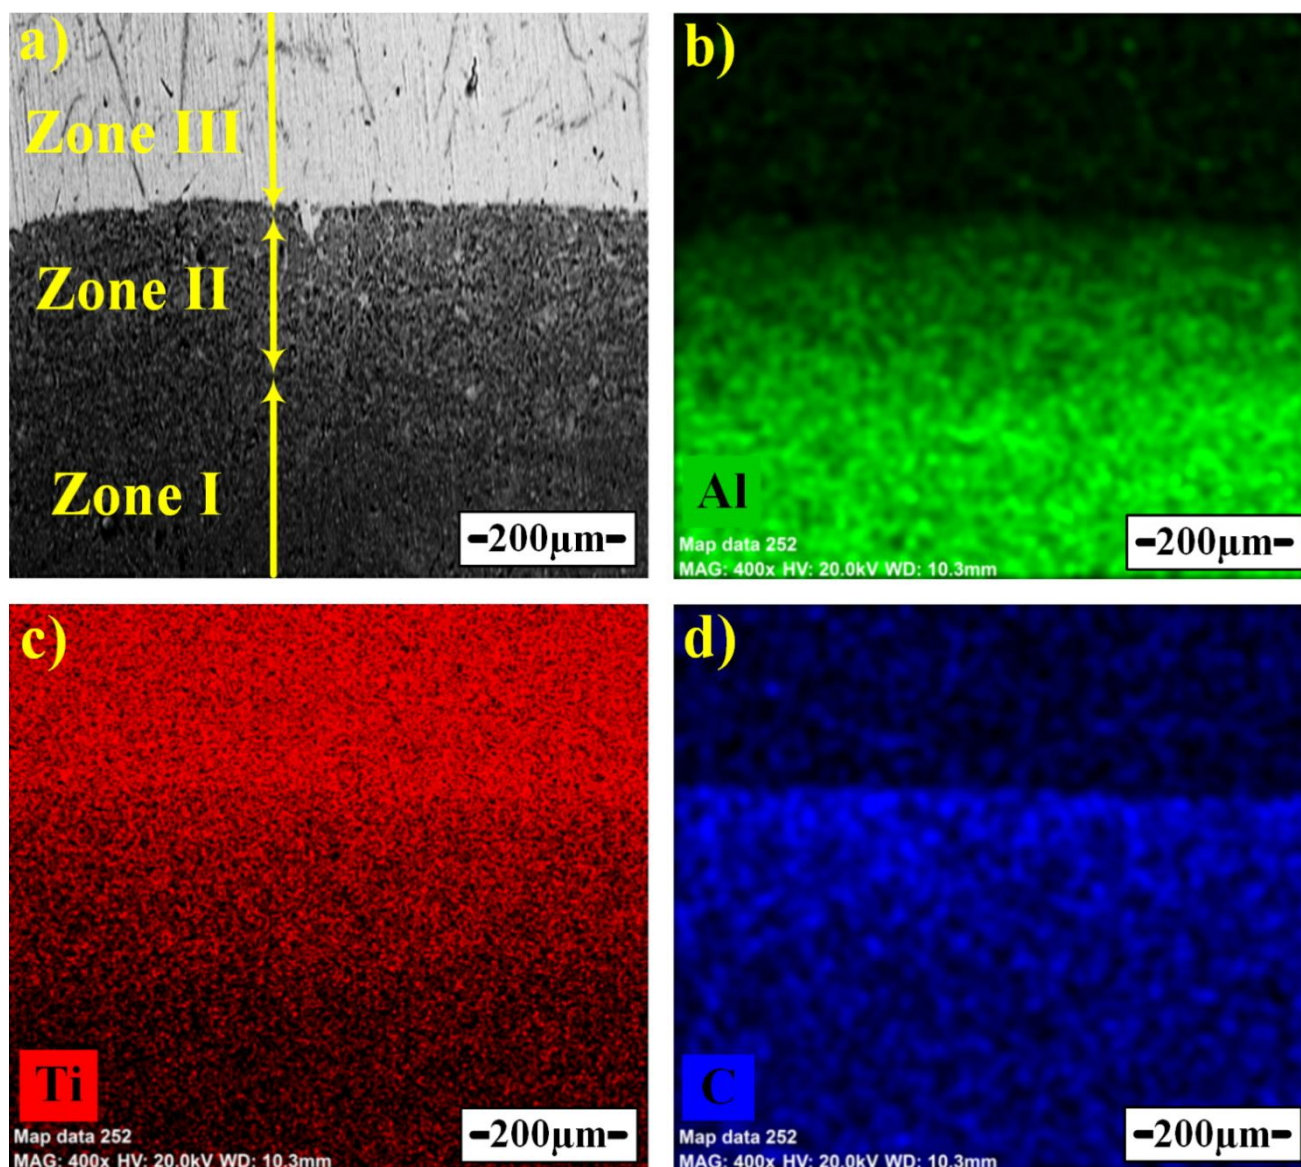 a)
Zone III
Zone II
Zone I
-200μm-
b)
Al
Map data 252
MAG: 400x HV: 20.0kV WD: 10.3mm
-200μm-
c)
Ti
Map data 252
MAG: 400x HV: 20.0kV WD: 10.3mm
-200μm-
d)
C
Map data 252
MAG: 400x HV: 20.0kV WD: 10.3mm
-200μm-